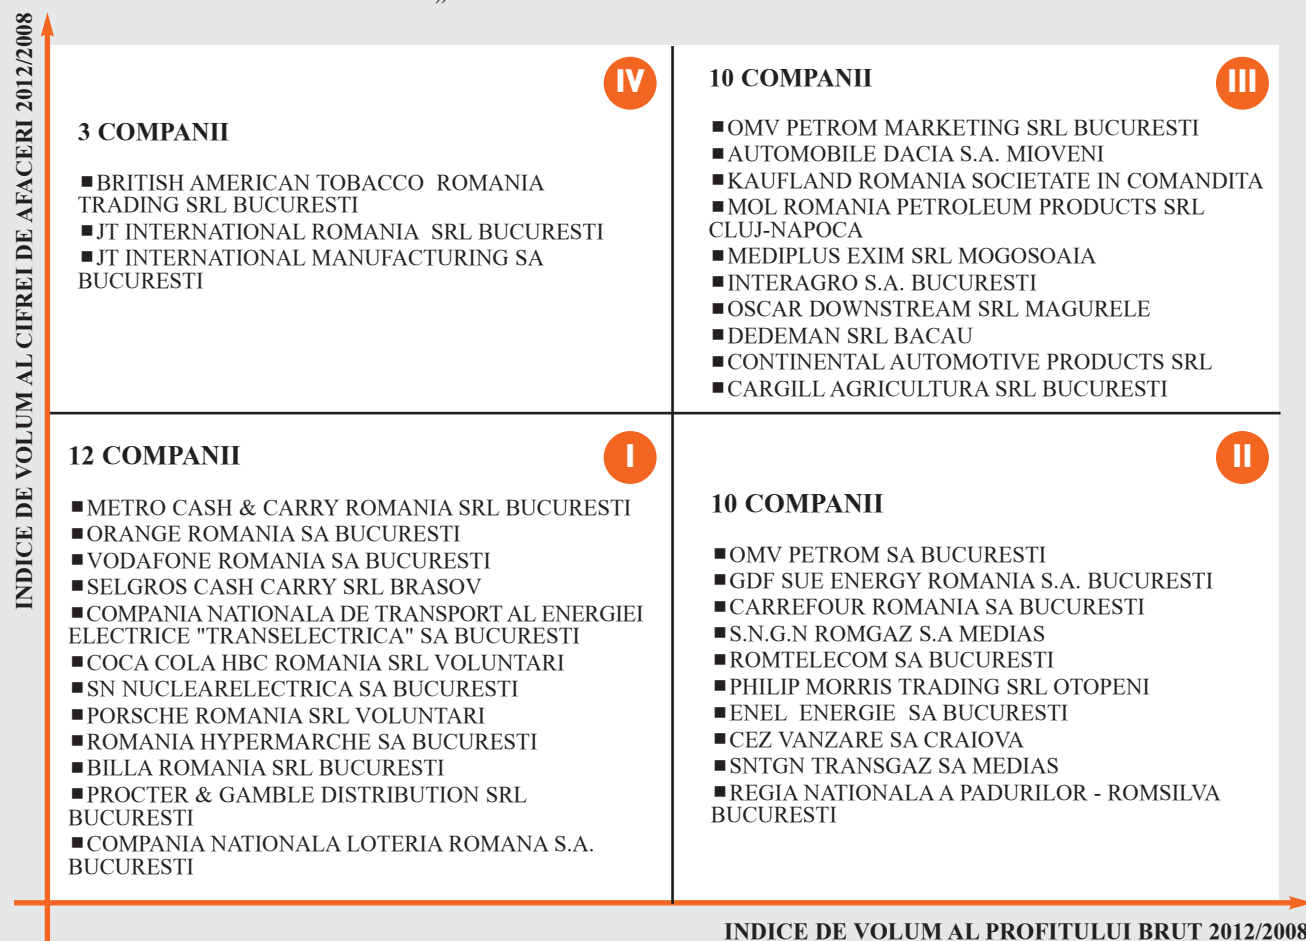 „
INDICE DE VOLUM AL CIFREI DE AFACERI 2012/2008
IV
3 COMPANII
■BRITISH AMERICAN TOBACCO ROMANIA
TRADING SRL BUCURESTI
■JT INTERNATIONAL ROMANIA SRL BUCURESTI
■JT INTERNATIONAL MANUFACTURING SA
BUCURESTI
10 COMPANII
III
■OMV PETROM MARKETING SRL BUCURESTI
■AUTOMOBILE DACIA S.A. MIOVENI
■KAUFLAND ROMANIA SOCIETATE IN COMANDITA
■MOL ROMANIA PETROLEUM PRODUCTS SRL
CLUJ-NAPOCA
■MEDIPLUS EXIM SRL MOGOSOAIA
■INTERAGRO S.A. BUCURESTI
■OSCAR DOWNSTREAM SRL MAGURELE
■DEDEMAN SRL BACAU
■CONTINENTAL AUTOMOTIVE PRODUCTS SRL
■CARGILL AGRICULTURA SRL BUCURESTI
12 COMPANII
I
■METRO CASH & CARRY ROMANIA SRL BUCURESTI
■ORANGE ROMANIA SA BUCURESTI
■VODAFONE ROMANIA SA BUCURESTI
■SELGROS CASH CARRY SRL BRASOV
■COMPANIA NATIONALA DE TRANSPORT AL ENERGIEI
ELECTRICE "TRANSELECTRICA" SA BUCURESTI
■COCA COLA HBC ROMANIA SRL VOLUNTARI
■SN NUCLEARELECTRICA SA BUCURESTI
■PORSCHE ROMANIA SRL VOLUNTARI
■ROMANIA HYPERMARCHE SA BUCURESTI
■BILLA ROMANIA SRL BUCURESTI
■PROCTER & GAMBLE DISTRIBUTION SRL
BUCURESTI
■COMPANIA NATIONALA LOTERIA ROMANA S.A.
BUCURESTI
II
10 COMPANII
■OMV PETROM SA BUCURESTI
■GDF SUE ENERGY ROMANIA S.A. BUCURESTI
■CARREFOUR ROMANIA SA BUCURESTI
■S.N.G.N ROMGAZ S.A MEDIAS
■ROMTELECOM SA BUCURESTI
■PHILIP MORRIS TRADING SRL OTOPENI
■ENEL ENERGIE SA BUCURESTI
■CEZ VANZARE SA CRAIOVA
■SNTGN TRANSGAZ SA MEDIAS
■REGIA NATIONALA A PADURILOR - ROMSILVA
BUCURESTI
INDICE DE VOLUM AL PROFITULUI BRUT 2012/2008